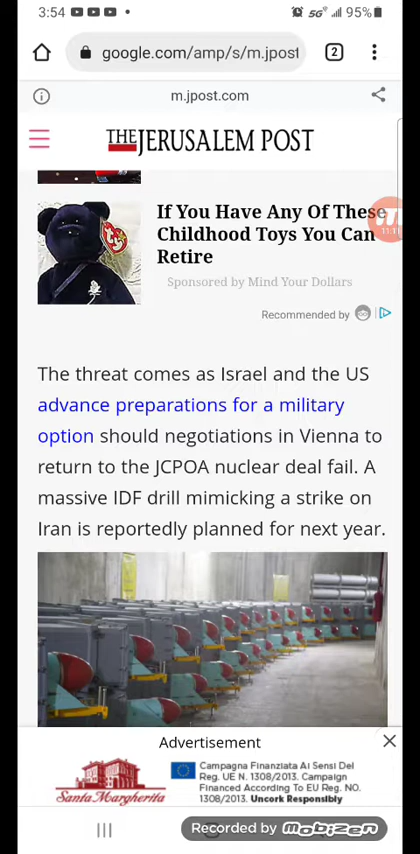 3:54
5G
95%
google.com/amp/s/m.jpost
2
m.jpost.com
THE JERUSALEM POST
11:11
If You Have Any Of These
Childhood Toys You Can
Retire
Sponsored by Mind Your Dollars
Recommended by
The threat comes as Israel and the US
advance preparations for a military
option should negotiations in Vienna to
return to the JCPOA nuclear deal fail. A
massive IDF drill mimicking a strike on
Iran is reportedly planned for next year.
Advertisement
Santa Margherita
Campagna Finanziata Ai Sensi Del
Reg. UE N. 1308/2013. Campaign
Financed According To EU Reg. NO.
1308/2013. Uncork Responsibly
Recorded by mobizen